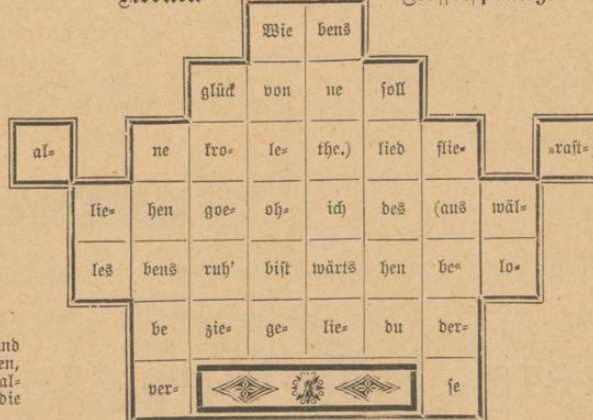 Wie bens
glück von ne soll
al= ne kro= le= the.) lied flie= »rast=
lie= hen goe= oh= ich des (aus wäl=
les bens ruh' bist wärts hen be« lo=
be zie= ge= lie= du der=
ver= se